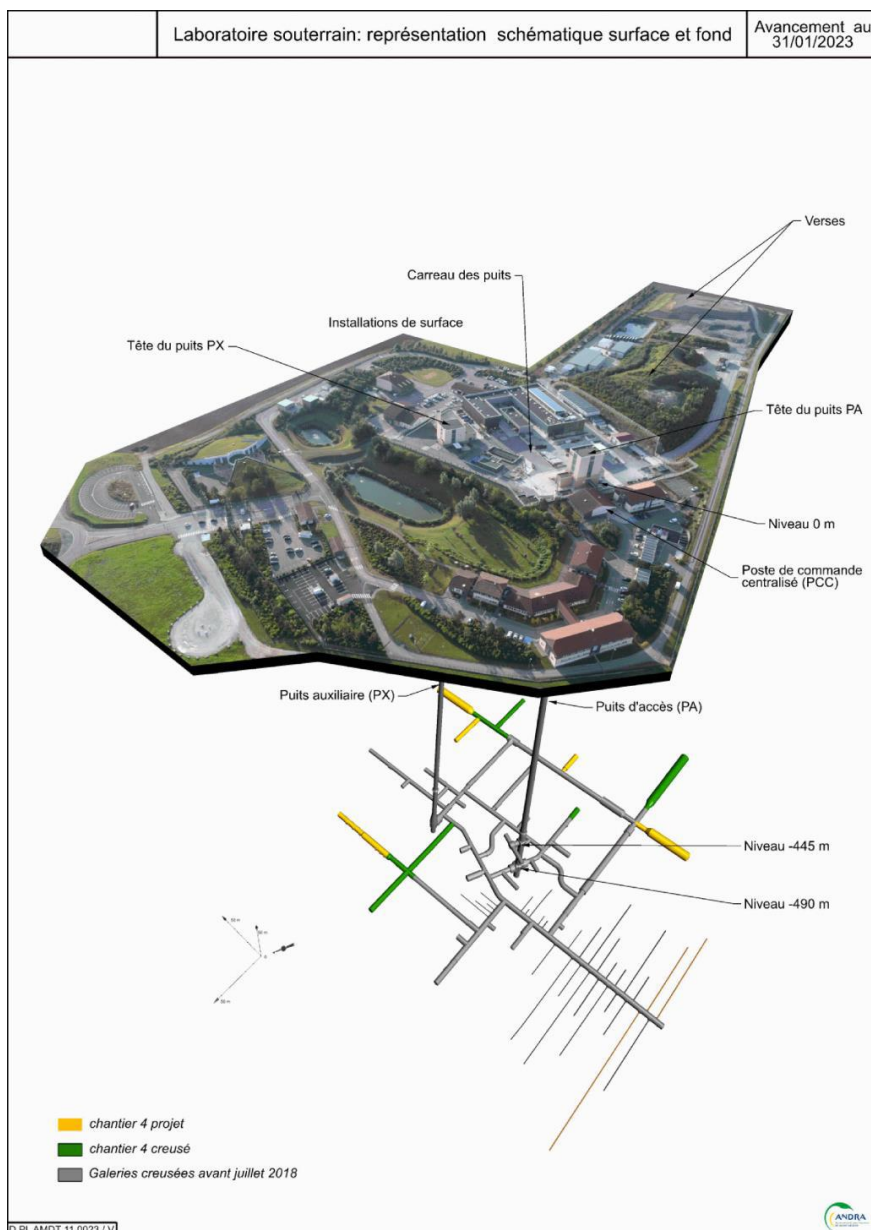 Laboratoire souterrain: représentation schématique surface et fond
Avancement au
31/01/2023
Verses
Carreau des puits
Installations de surface
Tête du puits PX
Tête du puits PA
Niveau 0 m
Poste de commande
centralisé (PCC)
Puits auxiliaire (PX)
Puits d'accès (PA)
Niveau -445 m
Niveau -490 m
chantier 4 projet
chantier 4 creusé
Galeries creusées avant juillet 2018
ANDRA